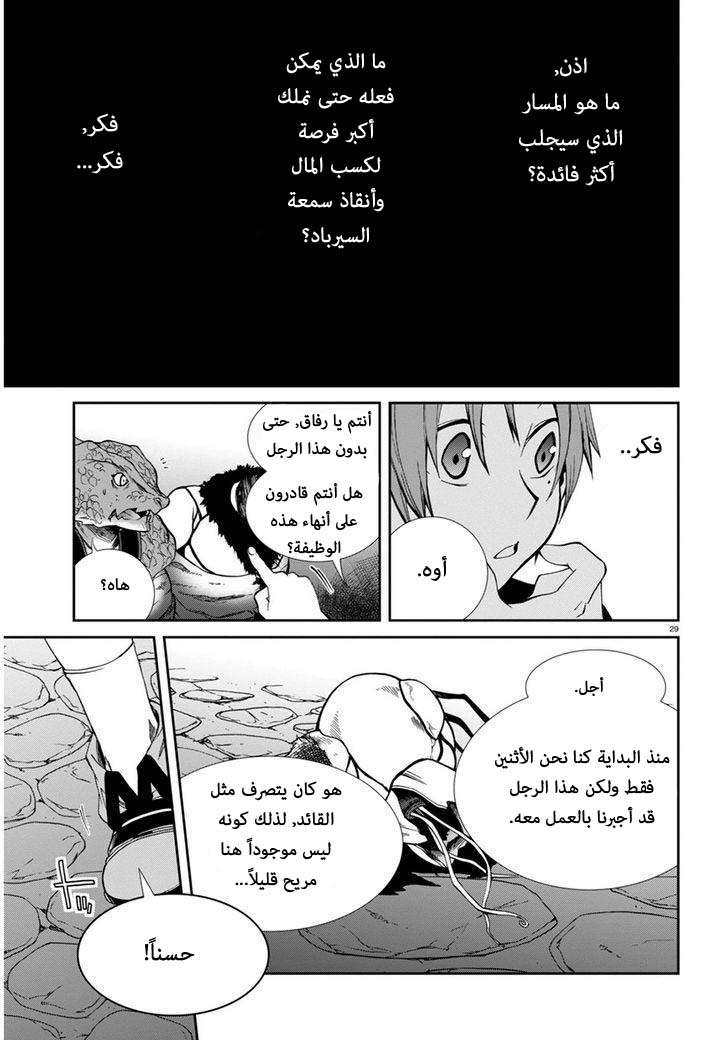 اذن,
ما هو المسار
الذي سيجلب
أكثر فائدة؟
ما الذي يمكن
فعله حتى نملك
أكبر فرصة
لكسب المال
وأنقاذ سمعة
السيرباد؟
فكر,
فكر...
فكر..
أوه.
أنتم يا رفاق, حتى
بدون هذا الرجل
هل أنتم قادرون
على أنهاء هذه
الوظيفة؟
هاه؟
29
أجل.
منذ البداية كنا نحن الأثنين
فقط ولكن هذا الرجل
قد أجبرنا بالعمل معه.
هو كان يتصرف مثل
القائد, لذلك كونه
ليس موجوداً هنا
مريح قليلاً...
حسناً!